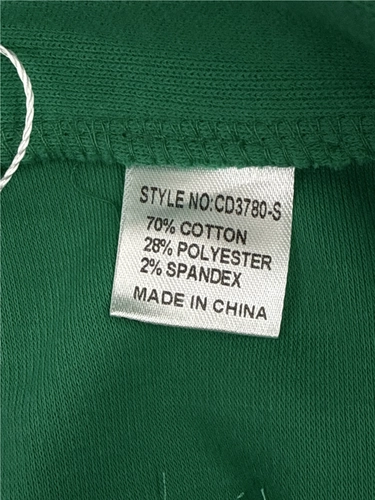 STYLE NO:CD3780-S
70% COTTON
28% POLYESTER
2% SPANDEX
MADE IN CHINA